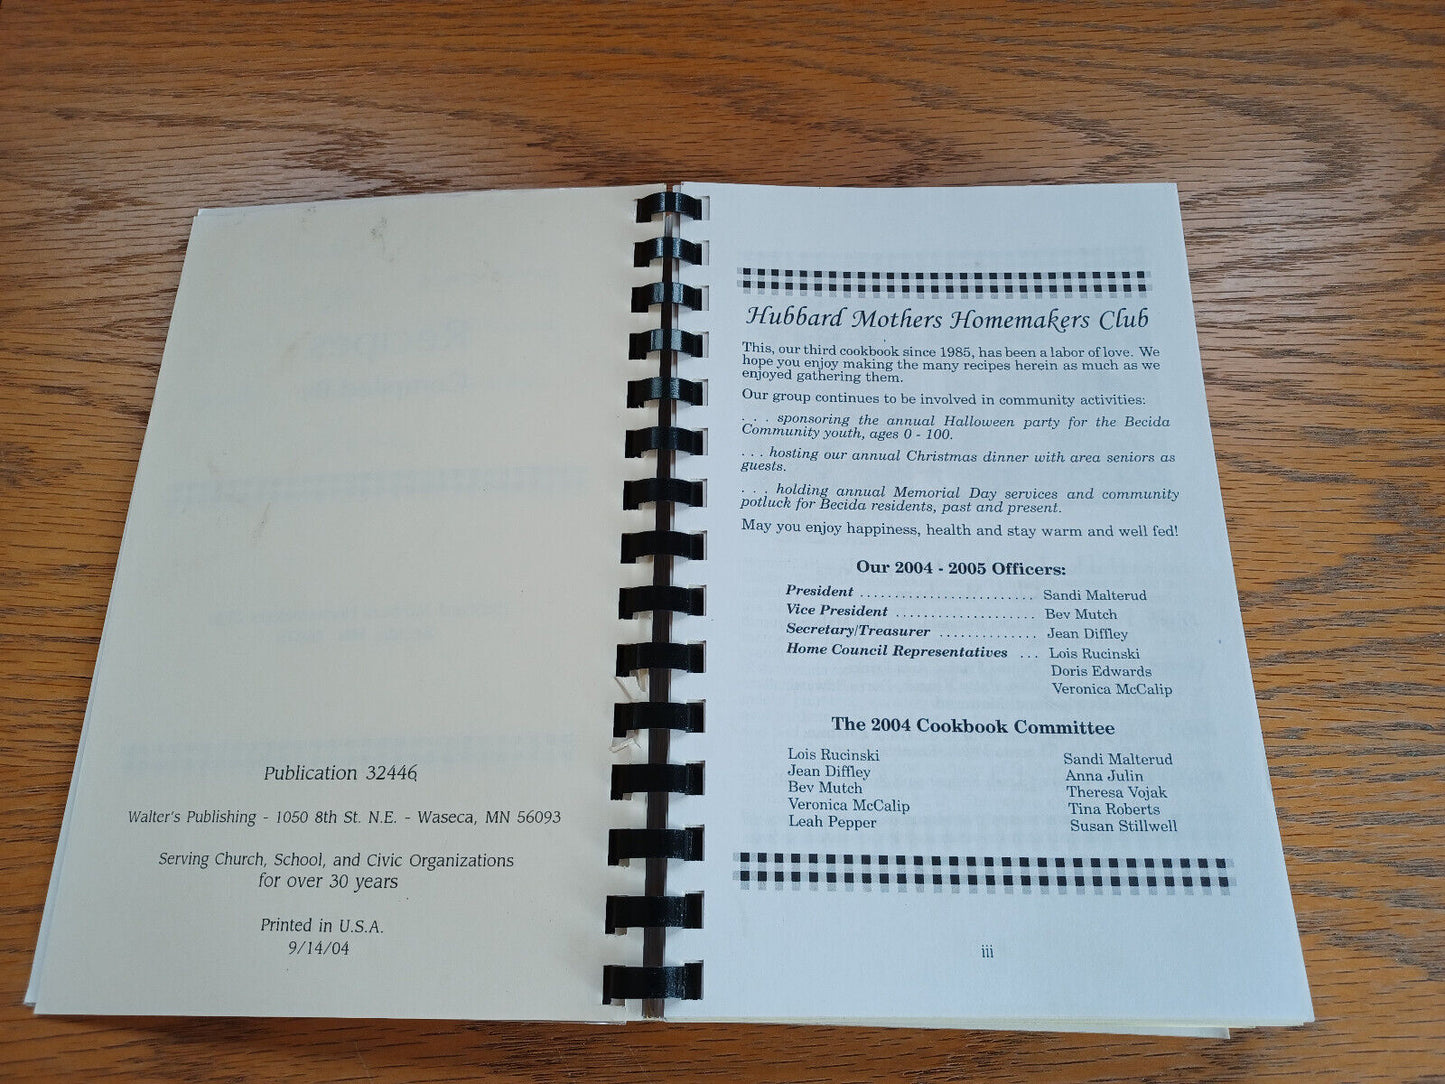 Publication 32446
Walter's Publishing - 1050 8th St. N.E. - Waseca, MN 56093
Serving Church, School, and Civic Organizations
for over 30 years
Printed in U.S.A.
9/14/04
Hubbard Mothers Homemakers Club
This, our third cookbook since 1985, has been a labor of love. We
hope you enjoy making the many recipes herein as much as we
enjoyed gathering them.
Our group continues to be involved in community activities:
. . . sponsoring the annual Halloween party for the Becida
Community youth, ages 0 - 100.
. . . hosting our annual Christmas dinner with area seniors as
guests.
. . . holding annual Memorial Day services and community
potluck for Becida residents, past and present.
May you enjoy happiness, health and stay warm and well fed!
Our 2004 - 2005 Officers:
President . . . . . . . . . . . . . . . . . . . . . . . . . Sandi Malterud
Vice President . . . . . . . . . . . . . . . . . . . . . Bev Mutch
Secretary/Treasurer . . . . . . . . . . . . . . Jean Diffley
Home Council Representatives . . . Lois Rucinski
Doris Edwards
Veronica McCalip
The 2004 Cookbook Committee
Lois Rucinski Sandi Malterud
Jean Diffley Anna Julin
Bev Mutch Theresa Vojak
Veronica McCalip Tina Roberts
Leah Pepper Susan Stillwell
iii